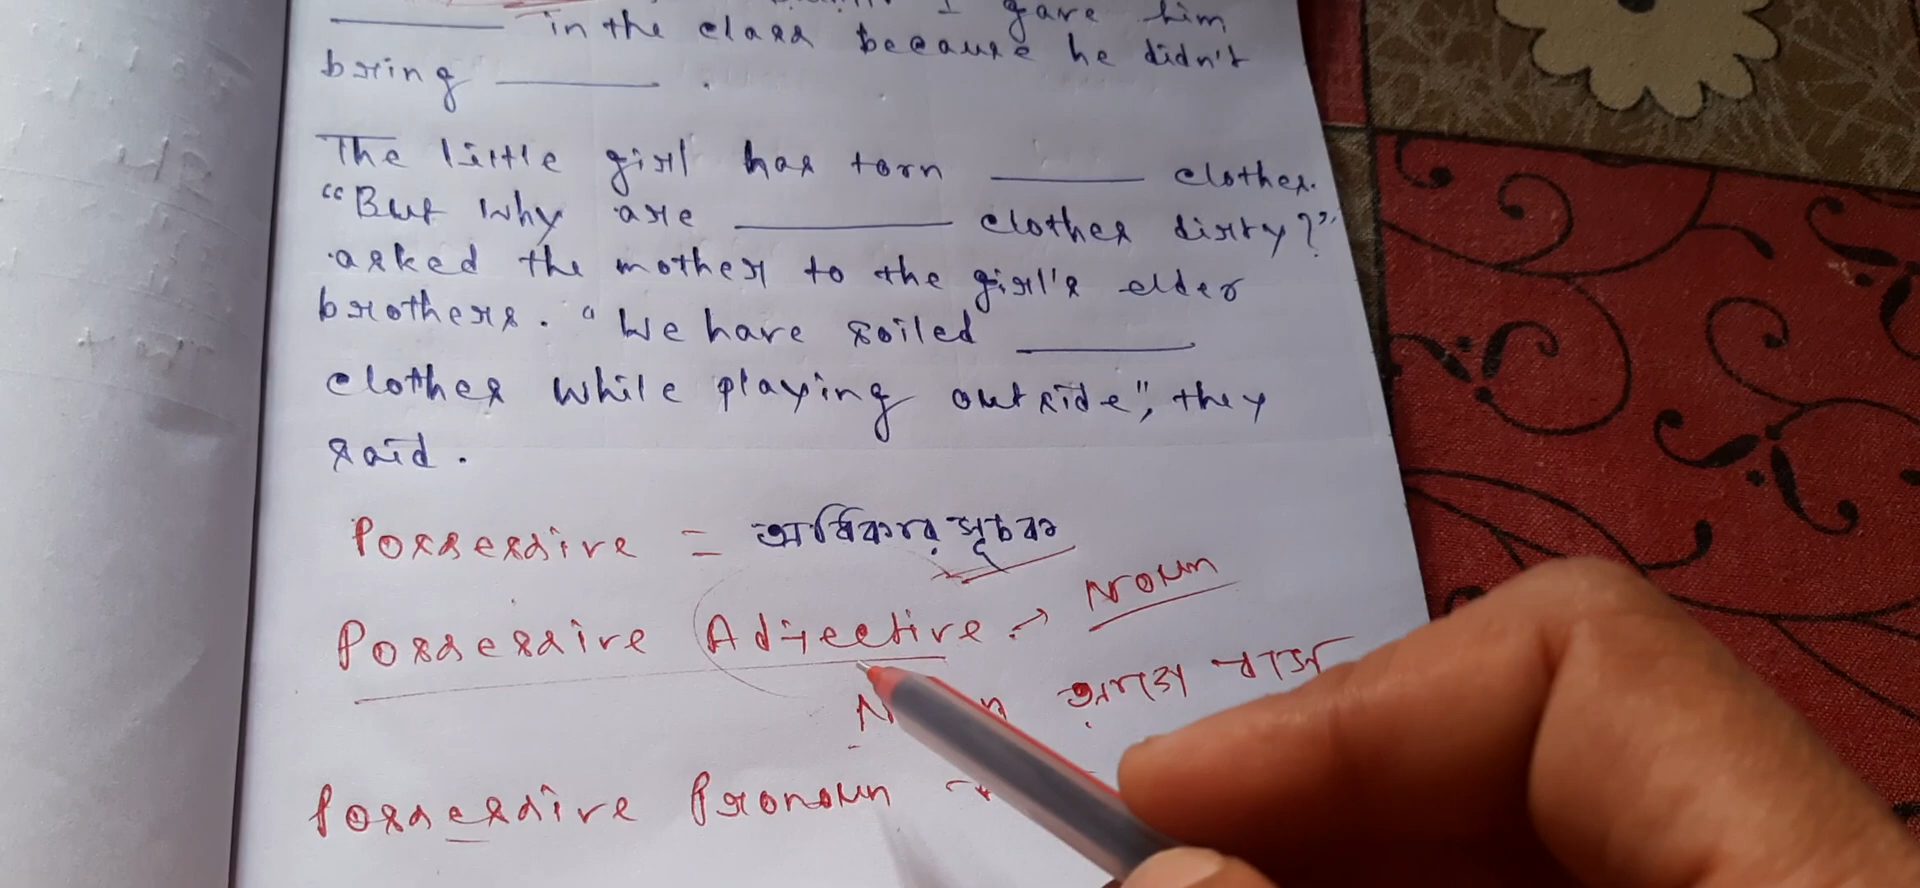 I gave him
in the class because he didn't
bring .
The little girl has torn clothes.
"But why are clothes dirty?"
asked the mother to the girl's elder
brothers. "We have soiled
clothes while playing outside", they
said.
Possessive = অধিকার সূচক
Possessive Adjective → Noun
Possessive Pronoun →